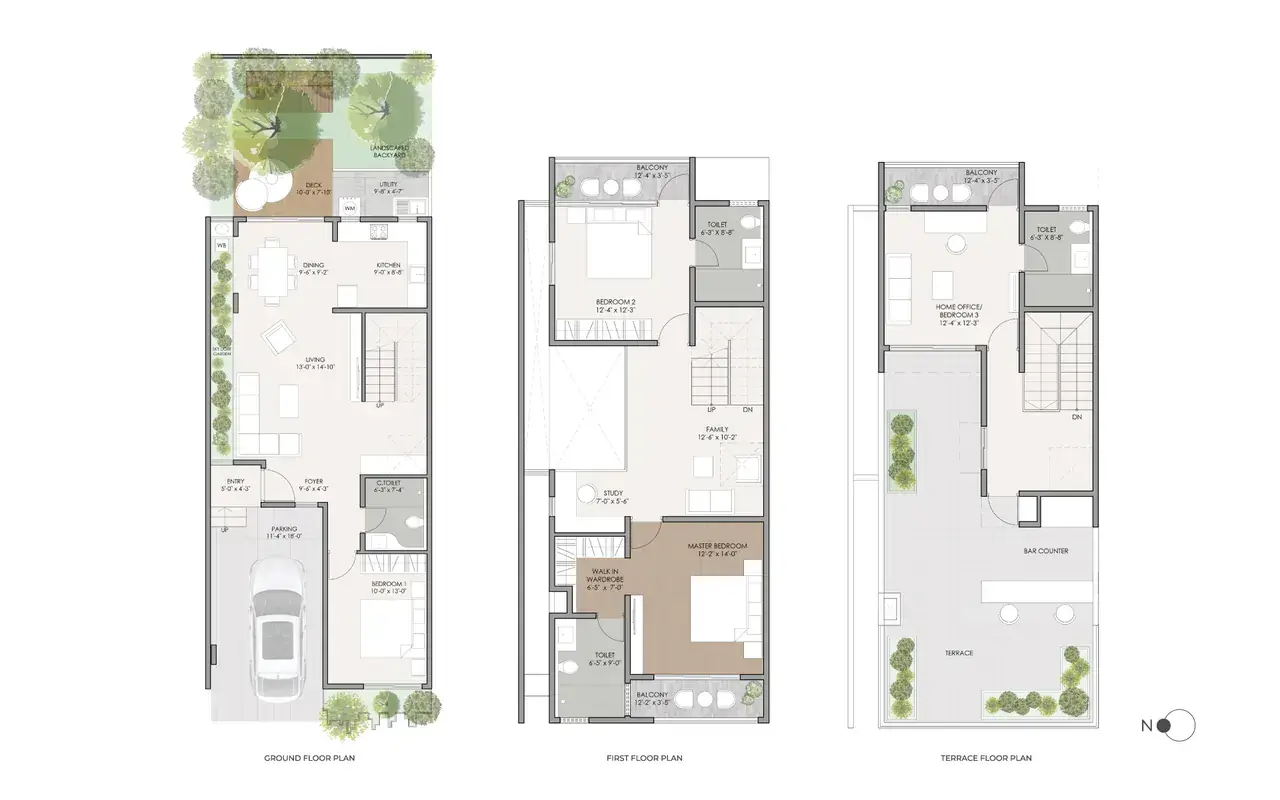 LANDSCAPED
BACKYARD
DECK
10'-0" x 7'-10"
UTILITY
9'-8" x 4'-7"
WM
WB
DINING
9'-6" x 9'-2"
KITCHEN
9'-0" x 8'-8"
SKY LIGHT
GARDEN
LIVING
13'-0" x 14'-10"
UP
ENTRY
5'-0" x 4'-3"
FOYER
9'-6" x 4'-3"
C.TOILET
6'-3" x 7'-4"
UP
PARKING
11'-4" x 18'-0"
BEDROOM 1
10'-0" x 13'-0"
GROUND FLOOR PLAN
BALCONY
12'-4" x 3'-5"
TOILET
6'-3" X 8'-8"
BEDROOM 2
12'-4" x 12'-3"
UP
DN
FAMILY
12'-6" x 10'-2"
STUDY
7'-0" x 5'-6"
MASTER BEDROOM
12'-2" x 14'-0"
WALK IN
WARDROBE
6'-5" x 7'-0"
TOILET
6'-5" x 9'-0"
BALCONY
12'-2" x 3'-5"
FIRST FLOOR PLAN
BALCONY
12'-4" x 3'-5"
TOILET
6'-3" X 8'-8"
HOME OFFICE/
BEDROOM 3
12'-4" x 12'-3"
DN
BAR COUNTER
TERRACE
TERRACE FLOOR PLAN
N